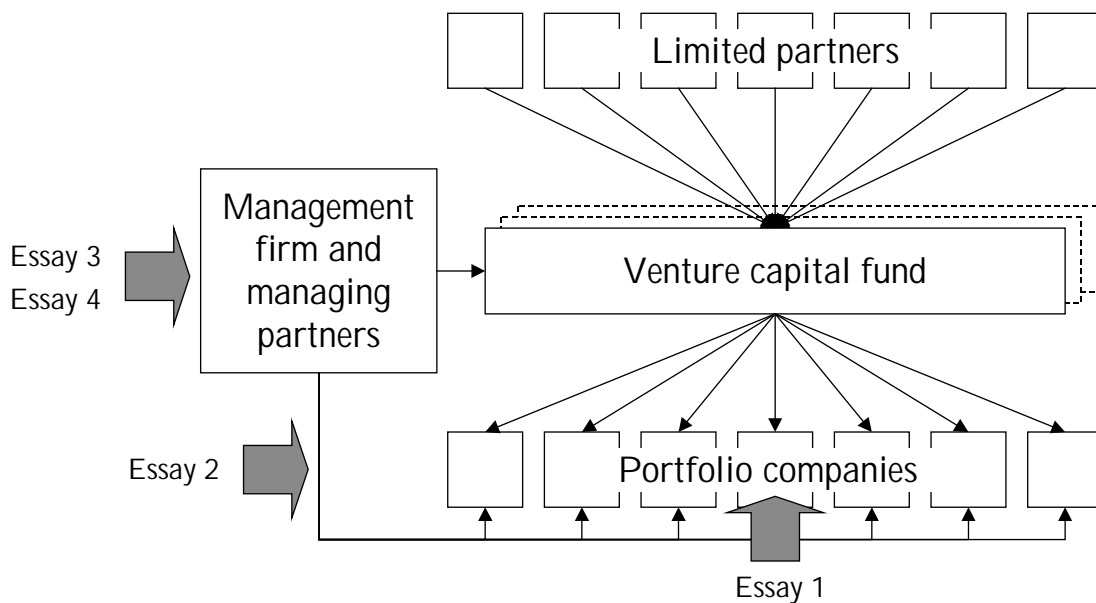 Limited partners
Management
firm and
managing
partners
Venture capital fund
Essay 3
Essay 4
Essay 2
Portfolio companies
Essay 1